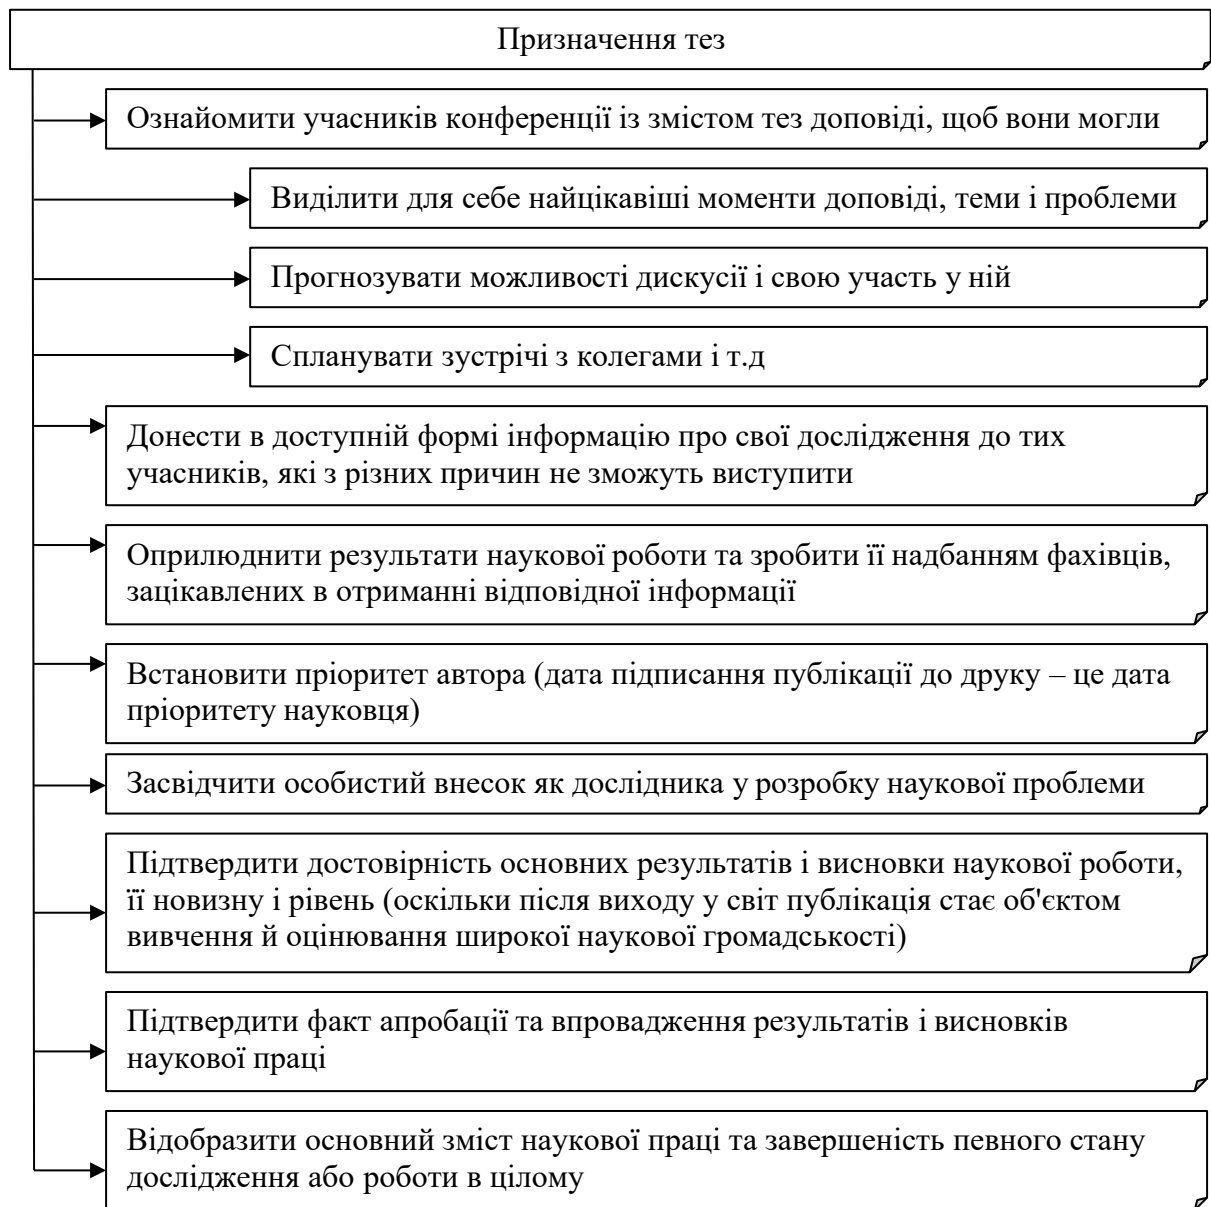 Призначення тез
Ознайомити учасників конференції із змістом тез доповіді, щоб вони могли
Виділити для себе найцікавіші моменти доповіді, теми і проблеми
Прогнозувати можливості дискусії і свою участь у ній
Спланувати зустрічі з колегами і т.д
Донести в доступній формі інформацію про свої дослідження до тих
учасників, які з різних причин не зможуть виступити
Оприлюднити результати наукової роботи та зробити її надбанням фахівців,
зацікавлених в отриманні відповідної інформації
Встановити пріоритет автора (дата підписання публікації до друку – це дата
пріоритету науковця)
Засвідчити особистий внесок як дослідника у розробку наукової проблеми
Підтвердити достовірність основних результатів і висновки наукової роботи,
її новизну і рівень (оскільки після виходу у світ публікація стає об'єктом
вивчення й оцінювання широкої наукової громадськості)
Підтвердити факт апробації та впровадження результатів і висновків
наукової праці
Відобразити основний зміст наукової праці та завершеність певного стану
дослідження або роботи в цілому